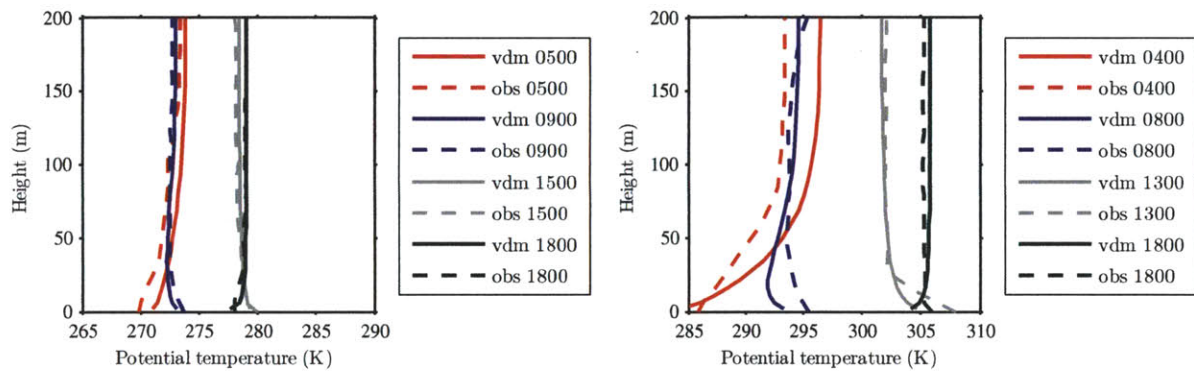 200
150
100
50
0
Height (m)
265 270 275 280 285 290
Potential temperature (K)
vdm 0500
obs 0500
vdm 0900
obs 0900
vdm 1500
obs 1500
vdm 1800
obs 1800
200
150
100
50
0
Height (m)
285 290 295 300 305 310
Potential temperature (K)
vdm 0400
obs 0400
vdm 0800
obs 0800
vdm 1300
obs 1300
vdm 1800
obs 1800